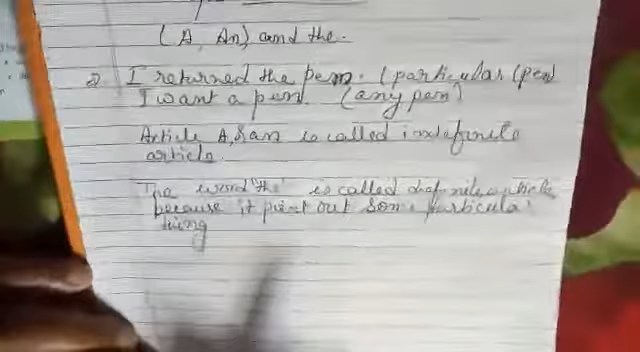 (A, An) and the.
2. I returned the pen. (particular (pen)
I want a pen. (any pen)
Article A, & an is called indefinite
article.
The word "the" is called definite article
because it point out some particular
thing